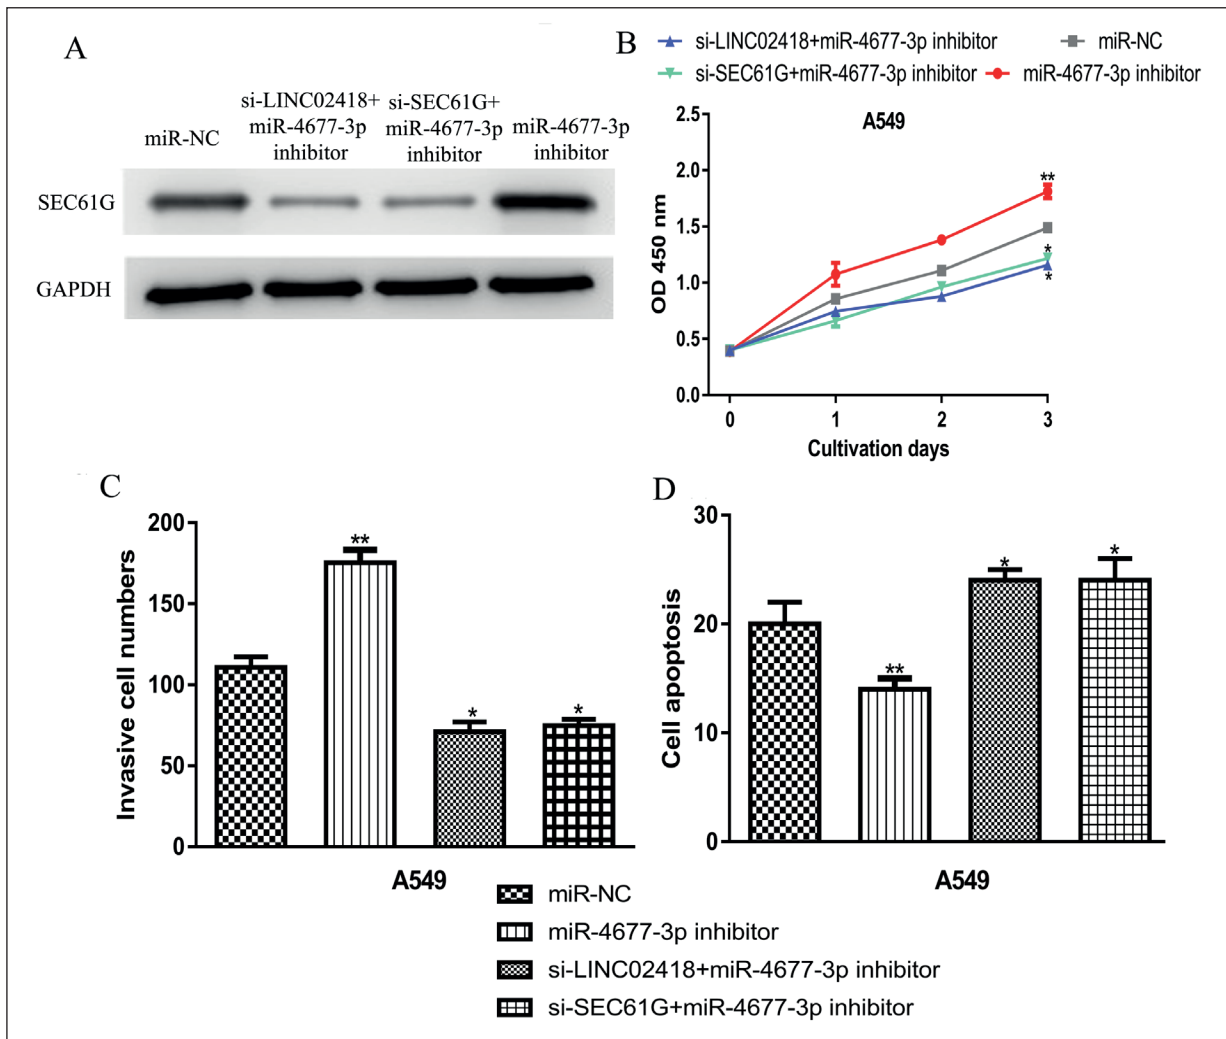 A
miR-NC
si-LINC02418+
miR-4677-3p
inhibitor
si-SEC61G+
miR-4677-3p
inhibitor
miR-4677-3p
inhibitor
SEC61G
GAPDH
B
si-LINC02418+miR-4677-3p inhibitor
miR-NC
si-SEC61G+miR-4677-3p inhibitor
miR-4677-3p inhibitor
A549
OD 450 nm
2.5
2.0
1.5
1.0
0.5
0.0
**
*
*
0 1 2 3
Cultivation days
C
Invasive cell numbers
200
150
100
50
0
**
*
*
A549
D
Cell apoptosis
30
20
10
0
**
*
*
A549
miR-NC
miR-4677-3p inhibitor
si-LINC02418+miR-4677-3p inhibitor
si-SEC61G+miR-4677-3p inhibitor